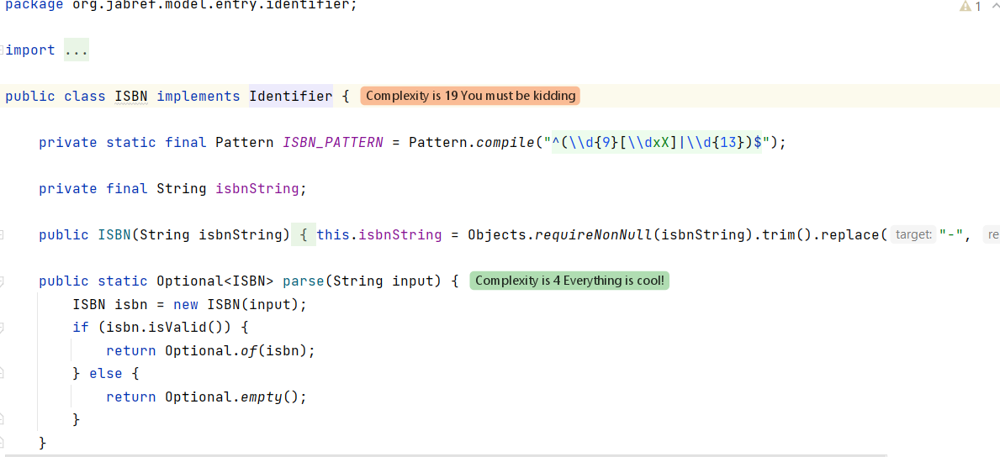 package org.jabref.model.entry.identifier;
1
import ...
public class ISBN implements Identifier { Complexity is 19 You must be kidding
private static final Pattern ISBN_PATTERN = Pattern.compile("^(\\d{9}[\\dxX]|\\d{13})$");
private final String isbnString;
public ISBN(String isbnString) { this.isbnString = Objects.requireNonNull(isbnString).trim().replace( target: "-", re
public static Optional<ISBN> parse(String input) { Complexity is 4 Everything is cool!
ISBN isbn = new ISBN(input);
if (isbn.isValid()) {
return Optional.of(isbn);
} else {
return Optional.empty();
}
}